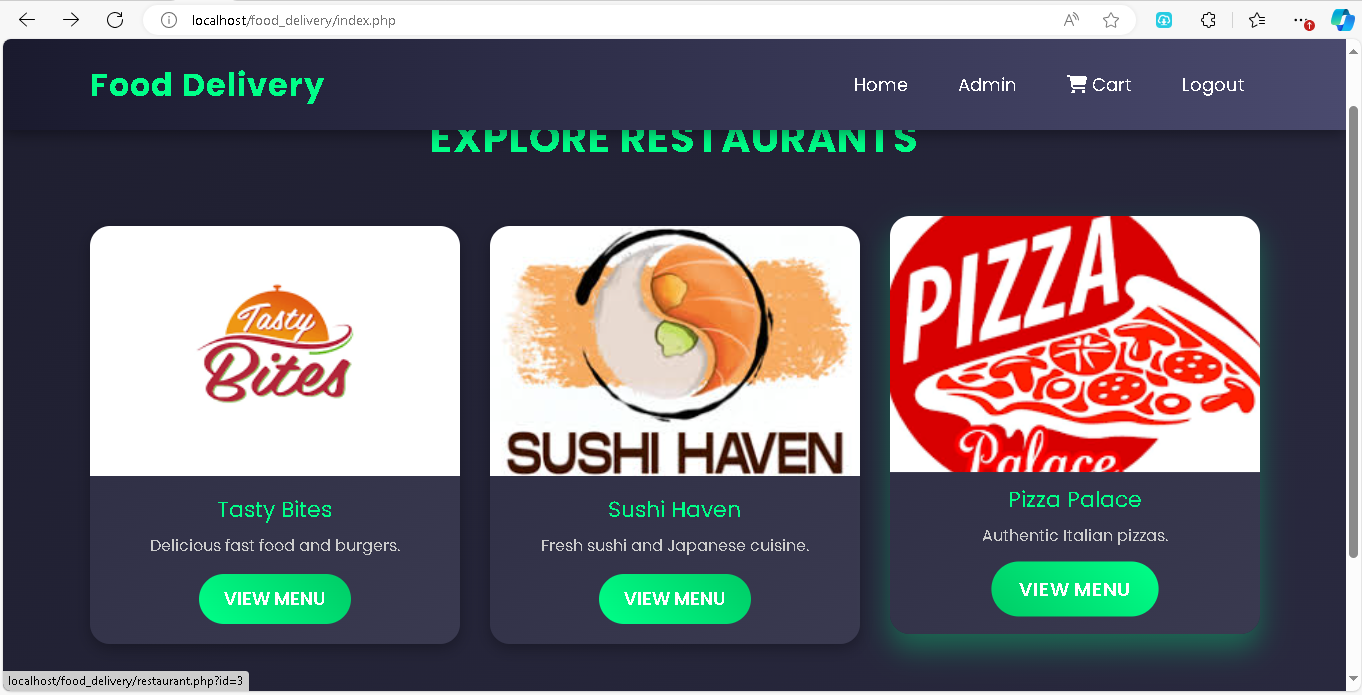 localhost/food_delivery/index.php
Food Delivery
Home Admin Cart Logout
EXPLORE RESTAURANTS
Tasty
Bites
SUSHI HAVEN
PIZZA
Palace
Tasty Bites
Delicious fast food and burgers.
VIEW MENU
Sushi Haven
Fresh sushi and Japanese cuisine.
VIEW MENU
Pizza Palace
Authentic Italian pizzas.
VIEW MENU
localhost/food_delivery/restaurant.php?id=3